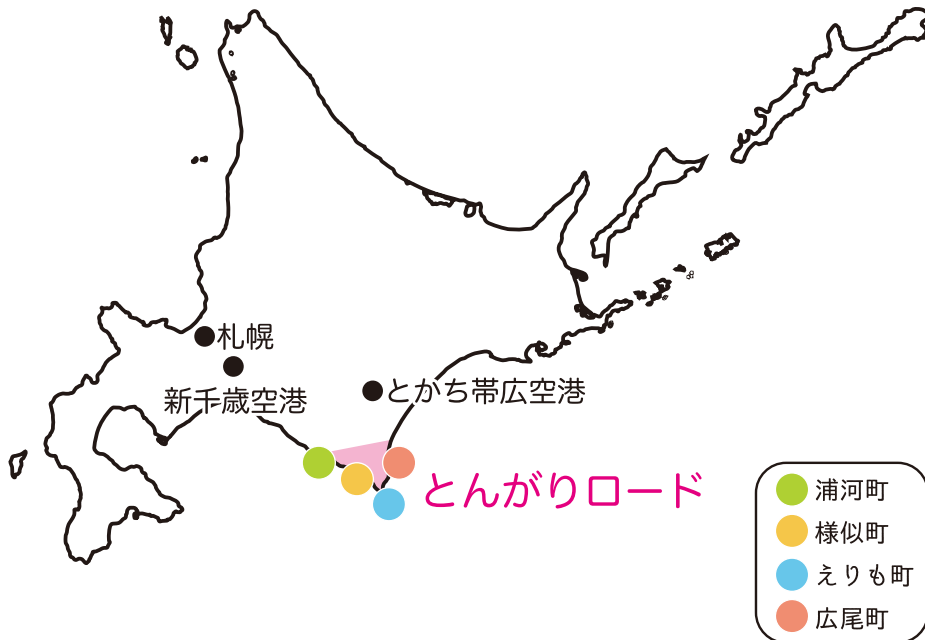 札幌
新千歳空港
とかち帯広空港
とんがりロード
浦河町
様似町
えりも町
広尾町